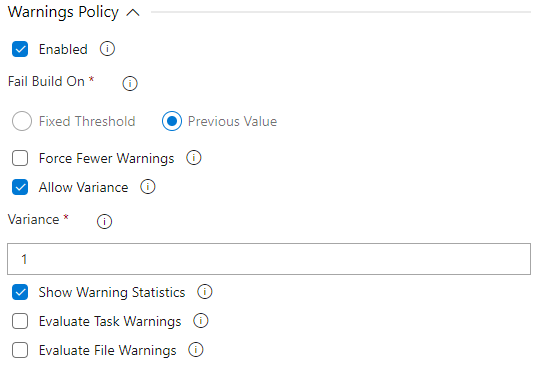 Warnings Policy
Enabled
Fail Build On *
Fixed Threshold Previous Value
Force Fewer Warnings
Allow Variance
Variance *
1
Show Warning Statistics
Evaluate Task Warnings
Evaluate File Warnings